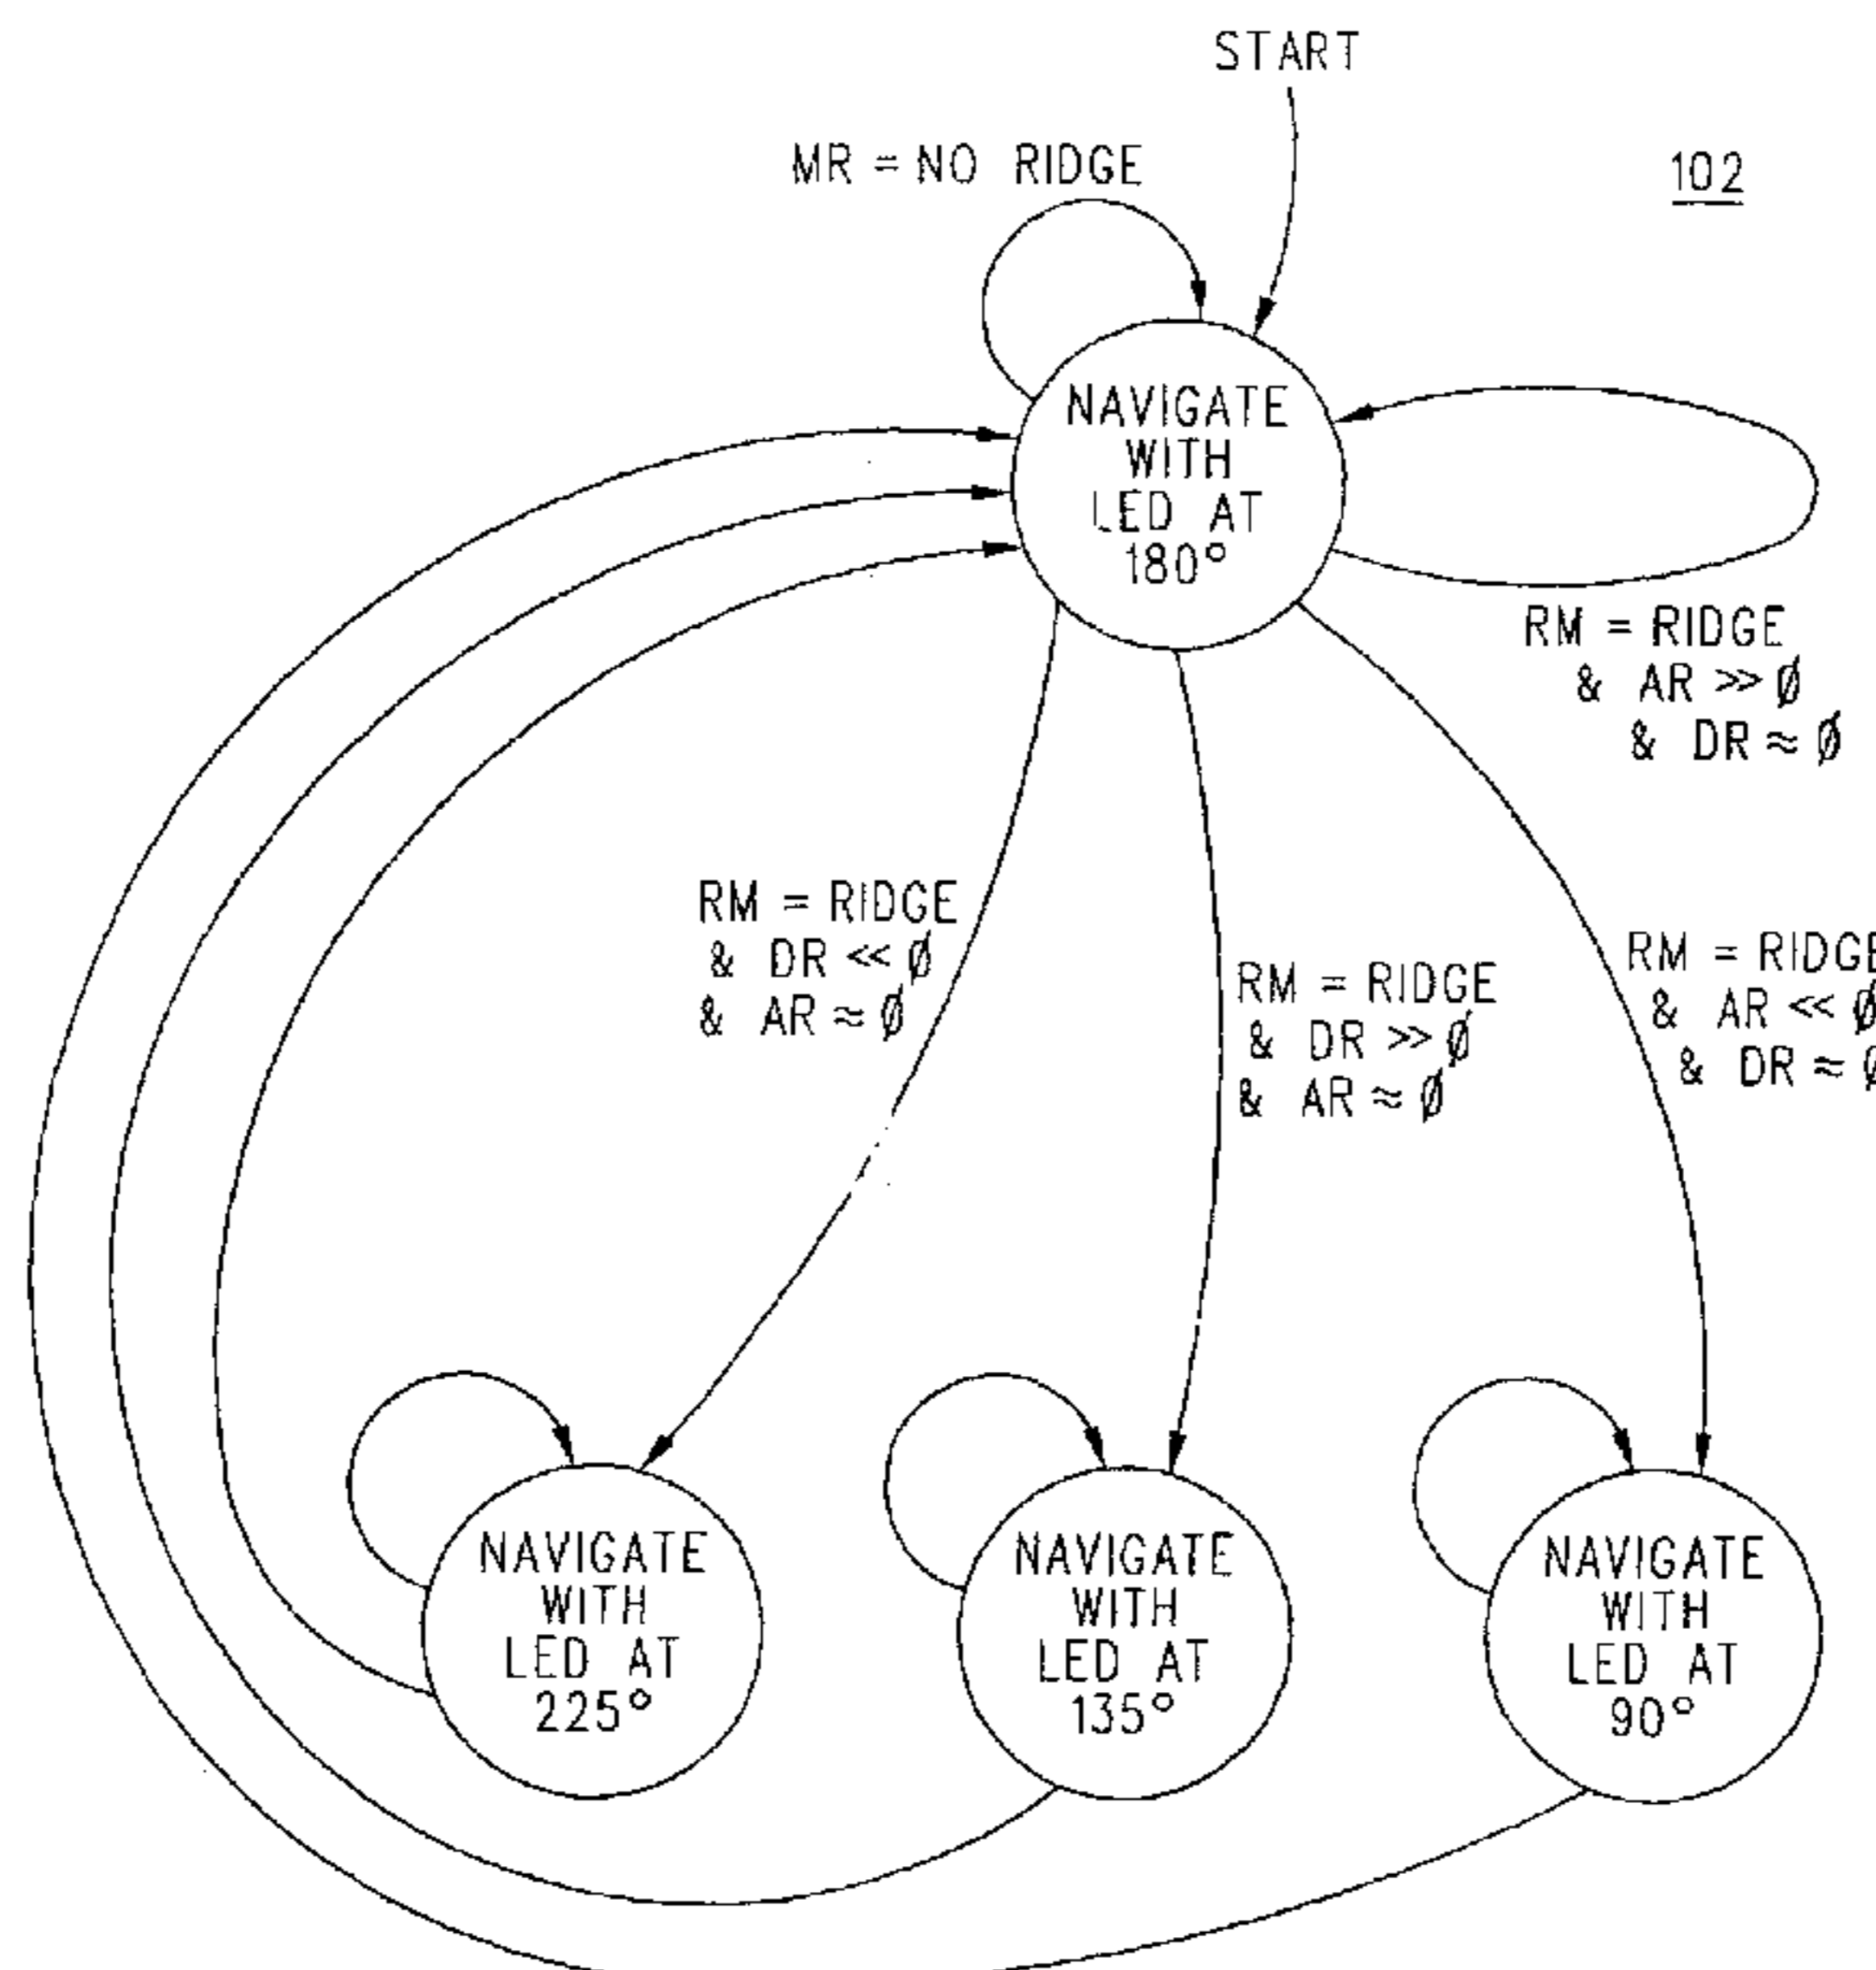 START
MR = NO RIDGE
102
NAVIGATE
WITH
LED AT
180°
RM = RIDGE
& AR >> Ø
& DR ≈ Ø
RM = RIDGE
& DR << Ø
& AR ≈ Ø
RM = RIDGE
& DR >> Ø
& AR ≈ Ø
RM = RIDGE
& AR << Ø
& DR ≈ Ø
NAVIGATE
WITH
LED AT
225°
NAVIGATE
WITH
LED AT
135°
NAVIGATE
WITH
LED AT
90°